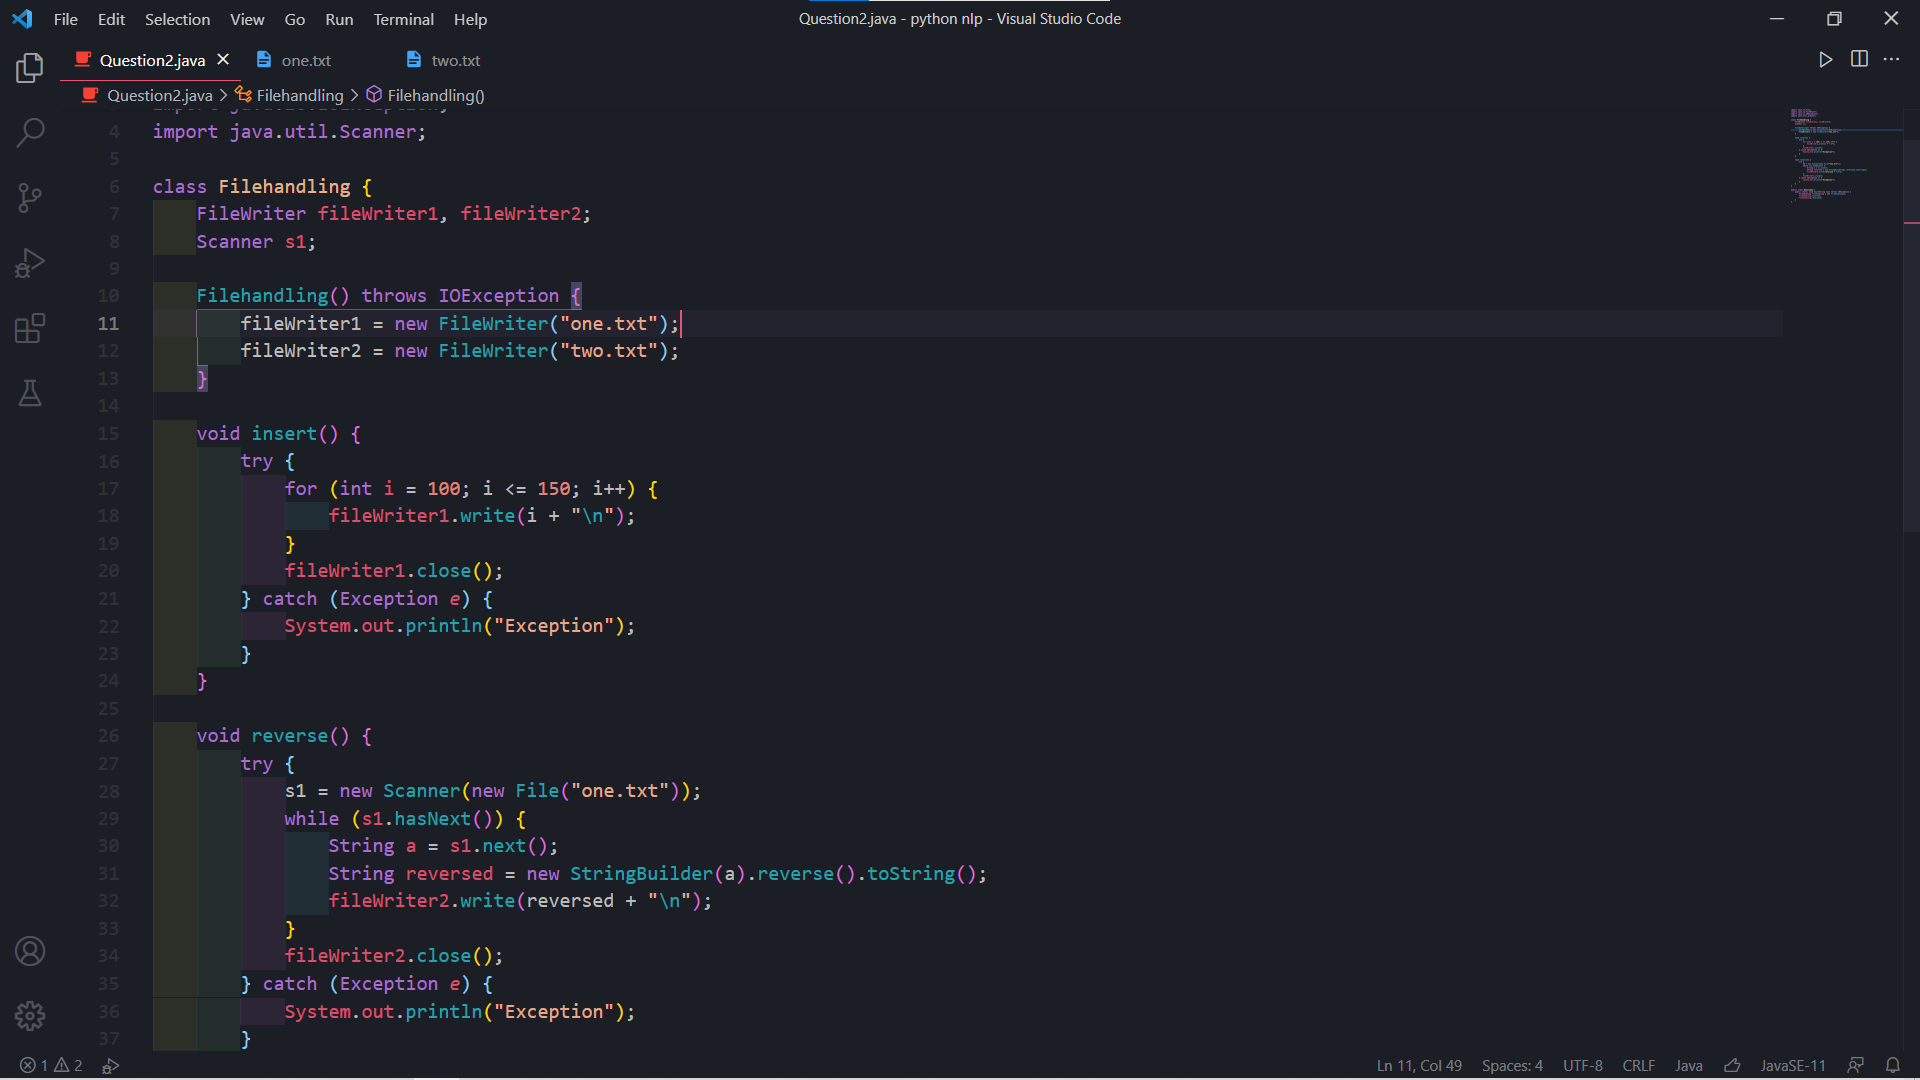 File Edit Selection View Go Run Terminal Help
Question2.java - python nlp - Visual Studio Code
Question2.java one.txt two.txt
Question2.java > Filehandling > Filehandling()
4 import java.util.Scanner;
5
6 class Filehandling {
7 FileWriter fileWriter1, fileWriter2;
8 Scanner s1;
9
10 Filehandling() throws IOException {
11 fileWriter1 = new FileWriter("one.txt");
12 fileWriter2 = new FileWriter("two.txt");
13 }
14
15 void insert() {
16 try {
17 for (int i = 100; i <= 150; i++) {
18 fileWriter1.write(i + "\n");
19 }
20 fileWriter1.close();
21 } catch (Exception e) {
22 System.out.println("Exception");
23 }
24 }
25
26 void reverse() {
27 try {
28 s1 = new Scanner(new File("one.txt"));
29 while (s1.hasNext()) {
30 String a = s1.next();
31 String reversed = new StringBuilder(a).reverse().toString();
32 fileWriter2.write(reversed + "\n");
33 }
34 fileWriter2.close();
35 } catch (Exception e) {
36 System.out.println("Exception");
37 }
1 2 Ln 11, Col 49 Spaces: 4 UTF-8 CRLF Java JavaSE-11